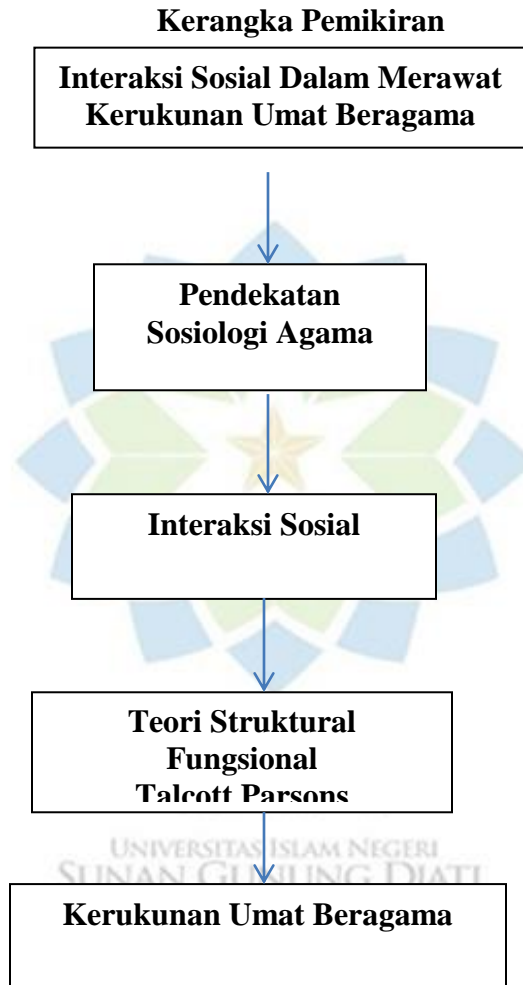 Kerangka Pemikiran
Interaksi Sosial Dalam Merawat
Kerukunan Umat Beragama
Pendekatan
Sosiologi Agama
Interaksi Sosial
Teori Struktural
Fungsional
Talcott Parsons
UNIVERSITAS ISLAM NEGERI
SUNAN GUNUNG DJATI
Kerukunan Umat Beragama